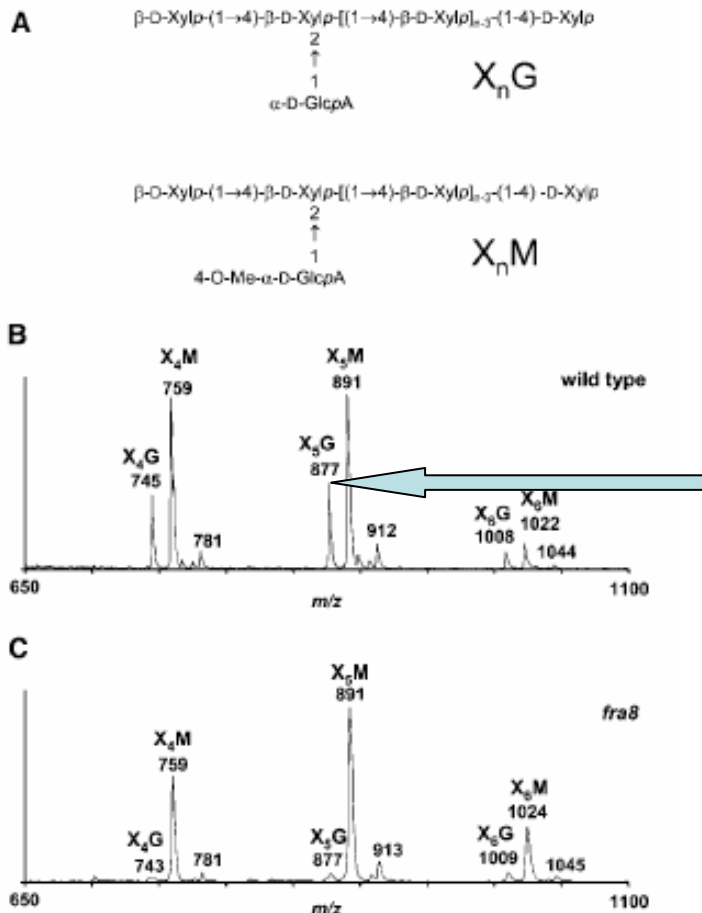 A
β-D-Xylp-(1→4)-β-D-Xylp-[(1→4)-β-D-Xylp]n-3-(1-4)-D-Xylp
2
↑
1
α-D-GlcpA
XnG
β-D-Xylp-(1→4)-β-D-Xylp-[(1→4)-β-D-Xylp]n-3-(1-4) -D-Xylp
2
↑
1
4-O-Me-α-D-GlcpA
XnM
B
X4M
759
X5M
891
wild type
X4G
745
X5G
877
781
912
X6G
1008
X6M
1022
1044
650
m/z
1100
C
X5M
891
fra8
X4M
759
X6M
1024
X4G
743
781
X5G
877
913
X6G
1009
1045
650
m/z
1100